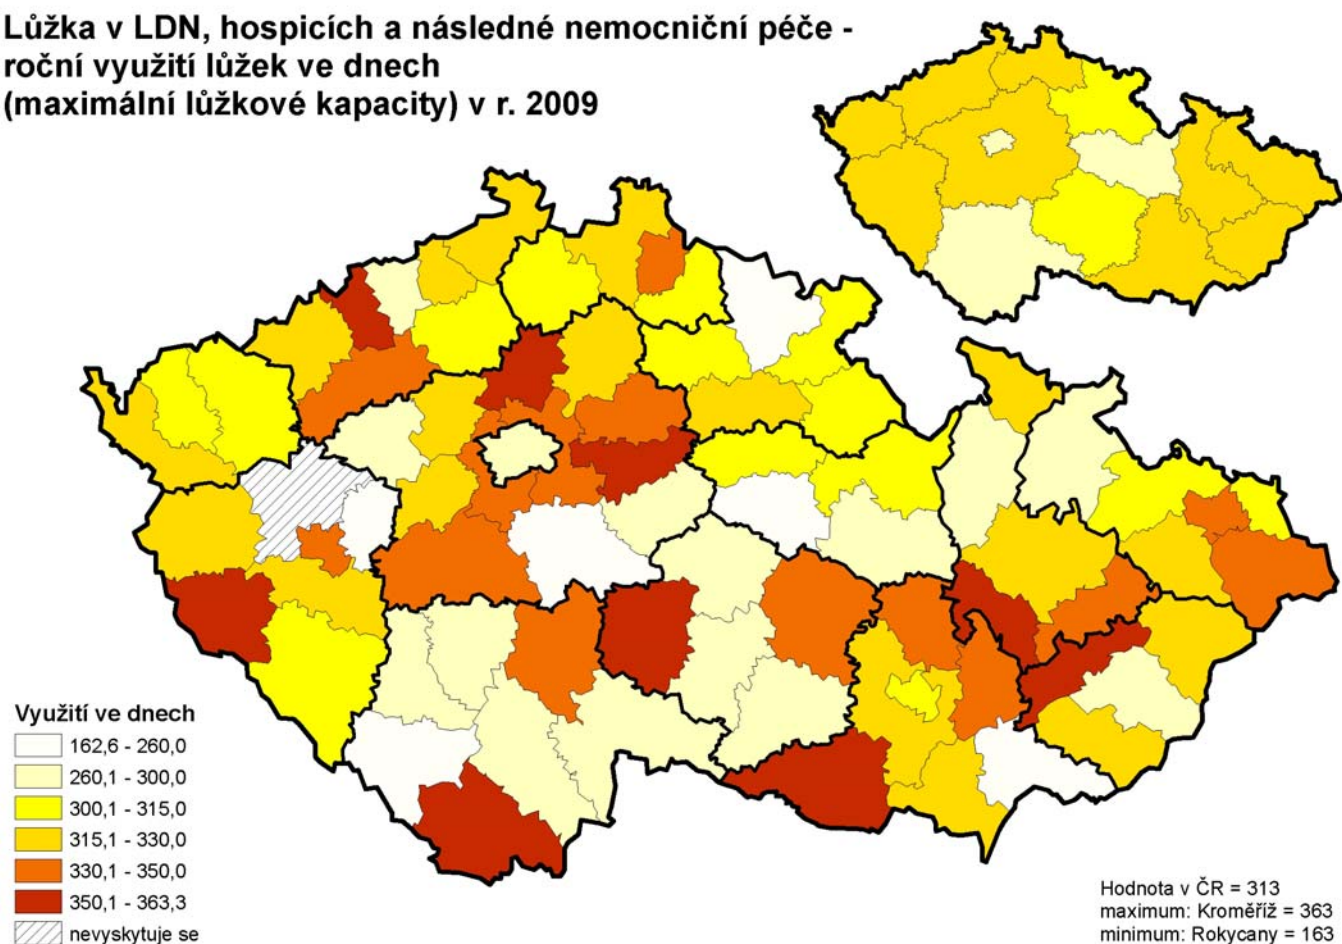 Lůžka v LDN, hospicích a následné nemocniční péče -
roční využití lůžek ve dnech
(maximální lůžkové kapacity) v r. 2009
Využití ve dnech
162,6 - 260,0
260,1 - 300,0
300,1 - 315,0
315,1 - 330,0
330,1 - 350,0
350,1 - 363,3
nevyskytuje se
Hodnota v ČR = 313
maximum: Kroměříž = 363
minimum: Rokycany = 163